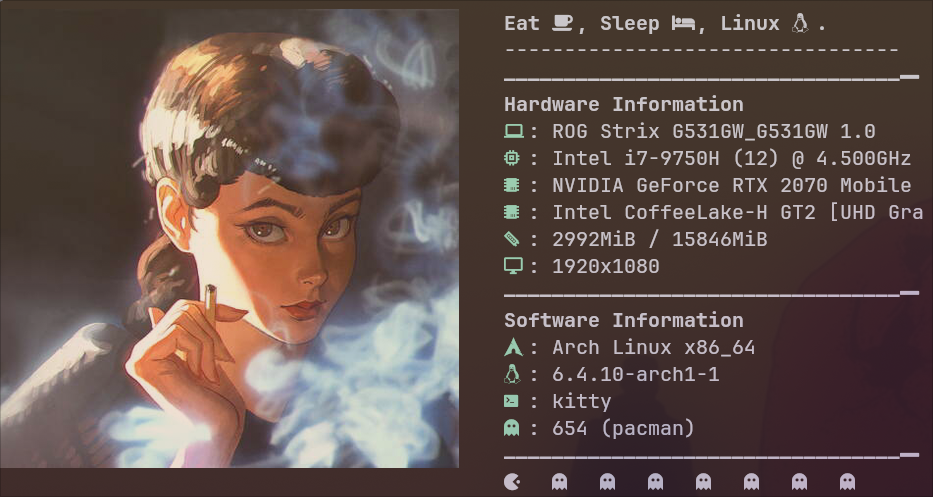 Eat , Sleep , Linux .
---------------------------------
Hardware Information
: ROG Strix G531GW_G531GW 1.0
: Intel i7-9750H (12) @ 4.500GHz
: NVIDIA GeForce RTX 2070 Mobile
: Intel CoffeeLake-H GT2 [UHD Gra
: 2992MiB / 15846MiB
: 1920x1080
Software Information
: Arch Linux x86_64
: 6.4.10-arch1-1
: kitty
: 654 (pacman)